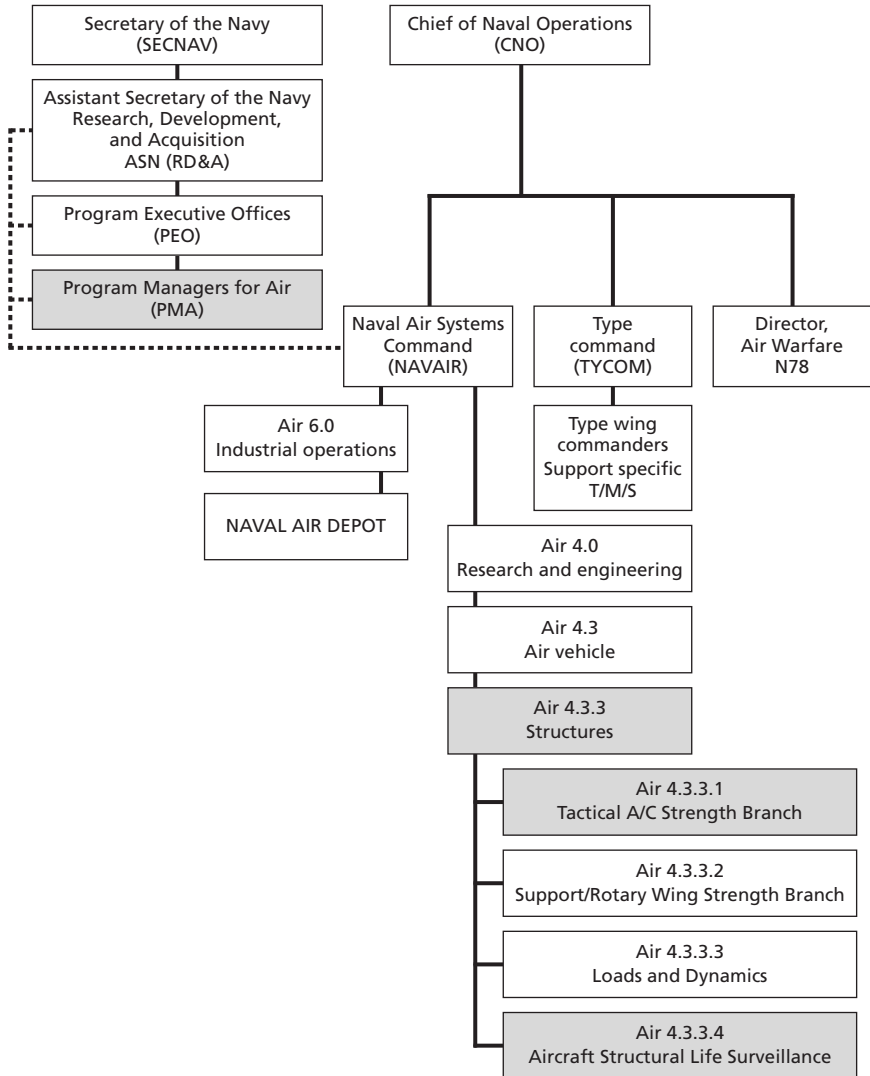 Secretary of the Navy
(SECNAV)
Chief of Naval Operations
(CNO)
Assistant Secretary of the Navy
Research, Development,
and Acquisition
ASN (RD&A)
Program Executive Offices
(PEO)
Program Managers for Air
(PMA)
Naval Air Systems
Command
(NAVAIR)
Type
command
(TYCOM)
Director,
Air Warfare
N78
Air 6.0
Industrial operations
Type wing
commanders
Support specific
T/M/S
NAVAL AIR DEPOT
Air 4.0
Research and engineering
Air 4.3
Air vehicle
Air 4.3.3
Structures
Air 4.3.3.1
Tactical A/C Strength Branch
Air 4.3.3.2
Support/Rotary Wing Strength Branch
Air 4.3.3.3
Loads and Dynamics
Air 4.3.3.4
Aircraft Structural Life Surveillance